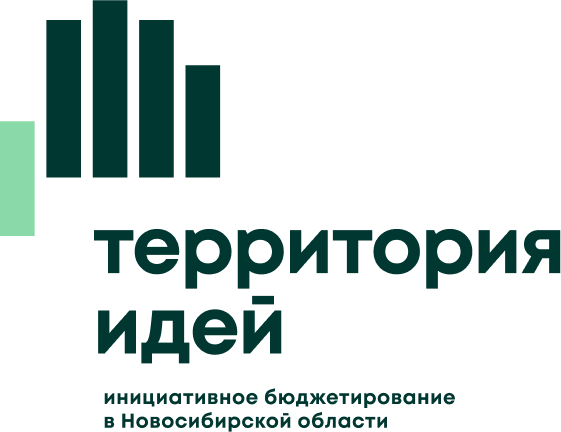 территория
идей
инициативное бюджетирование
в Новосибирской области